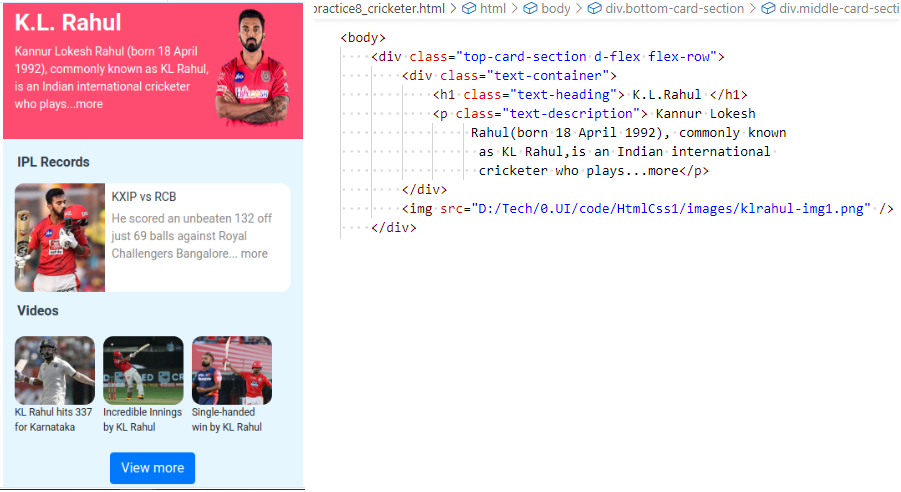 K.L. Rahul
Kannur Lokesh Rahul (born 18 April
1992), commonly known as KL Rahul,
is an Indian international cricketer
who plays...more
IPL Records
KXIP vs RCB
He scored an unbeaten 132 off
just 69 balls against Royal
Challengers Bangalore... more
Videos
KL Rahul hits 337
for Karnataka
Incredible Innings
by KL Rahul
Single-handed
win by KL Rahul
View more
practice8_cricketer.html > html > body > div.bottom-card-section > div.middle-card-secti
<body>
<div class="top-card-section d-flex flex-row">
<div class="text-container">
<h1 class="text-heading"> K.L.Rahul </h1>
<p class="text-description"> Kannur Lokesh
Rahul(born 18 April 1992), commonly known
as KL Rahul,is an Indian international
cricketer who plays...more</p>
</div>
<img src="D:/Tech/0.UI/code/HtmlCss1/images/klrahul-img1.png" />
</div>